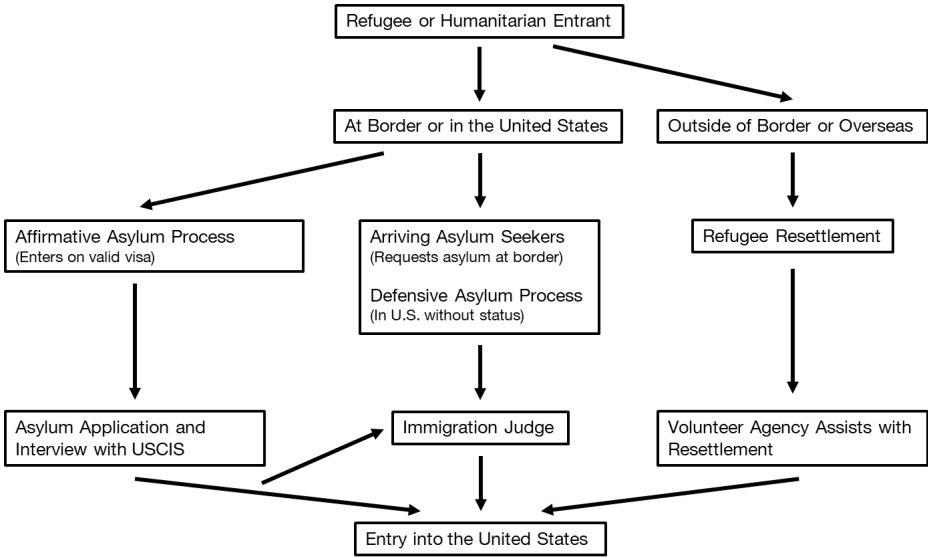 Refugee or Humanitarian Entrant
At Border or in the United States
Outside of Border or Overseas
Affirmative Asylum Process
(Enters on valid visa)
Arriving Asylum Seekers
(Requests asylum at border)
Defensive Asylum Process
(In U.S. without status)
Refugee Resettlement
Asylum Application and
Interview with USCIS
Immigration Judge
Volunteer Agency Assists with
Resettlement
Entry into the United States